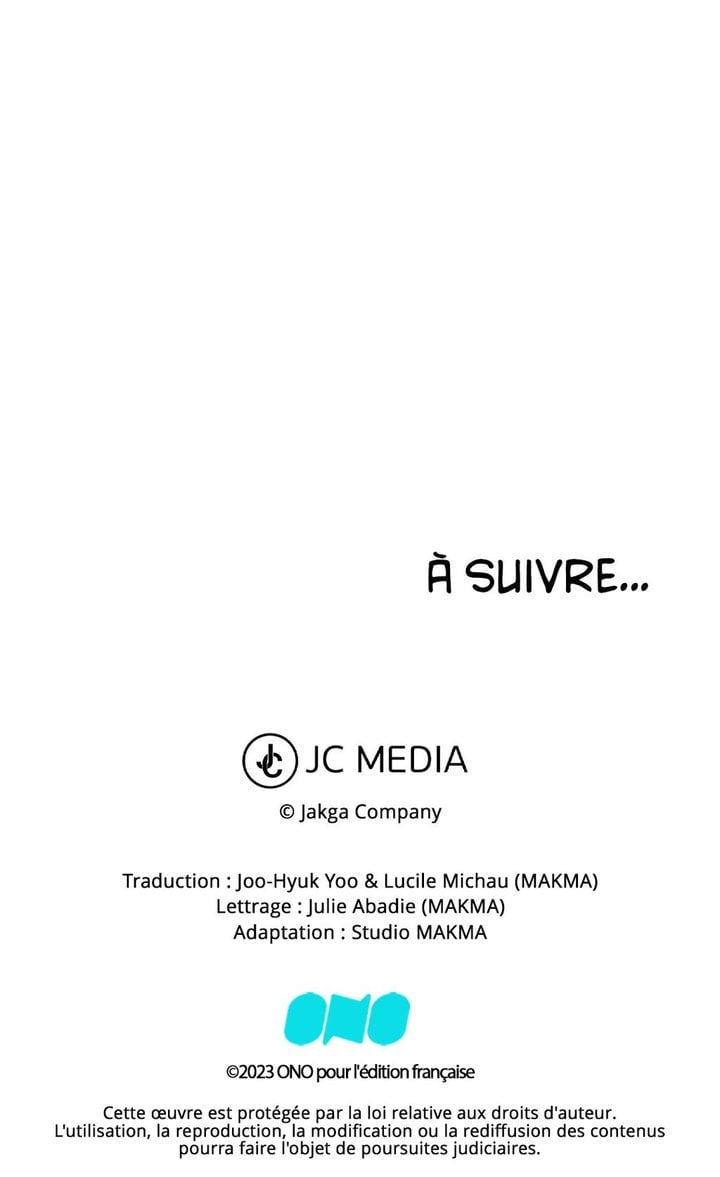 À SUIVRE...
JC JC MEDIA
© Jakga Company
Traduction : Joo-Hyuk Yoo & Lucile Michau (MAKMA)
Lettrage : Julie Abadie (MAKMA)
Adaptation : Studio MAKMA
ONO
©2023 ONO pour l'édition française
Cette œuvre est protégée par la loi relative aux droits d'auteur.
L'utilisation, la reproduction, la modification ou la rediffusion des contenus
pourra faire l'objet de poursuites judiciaires.